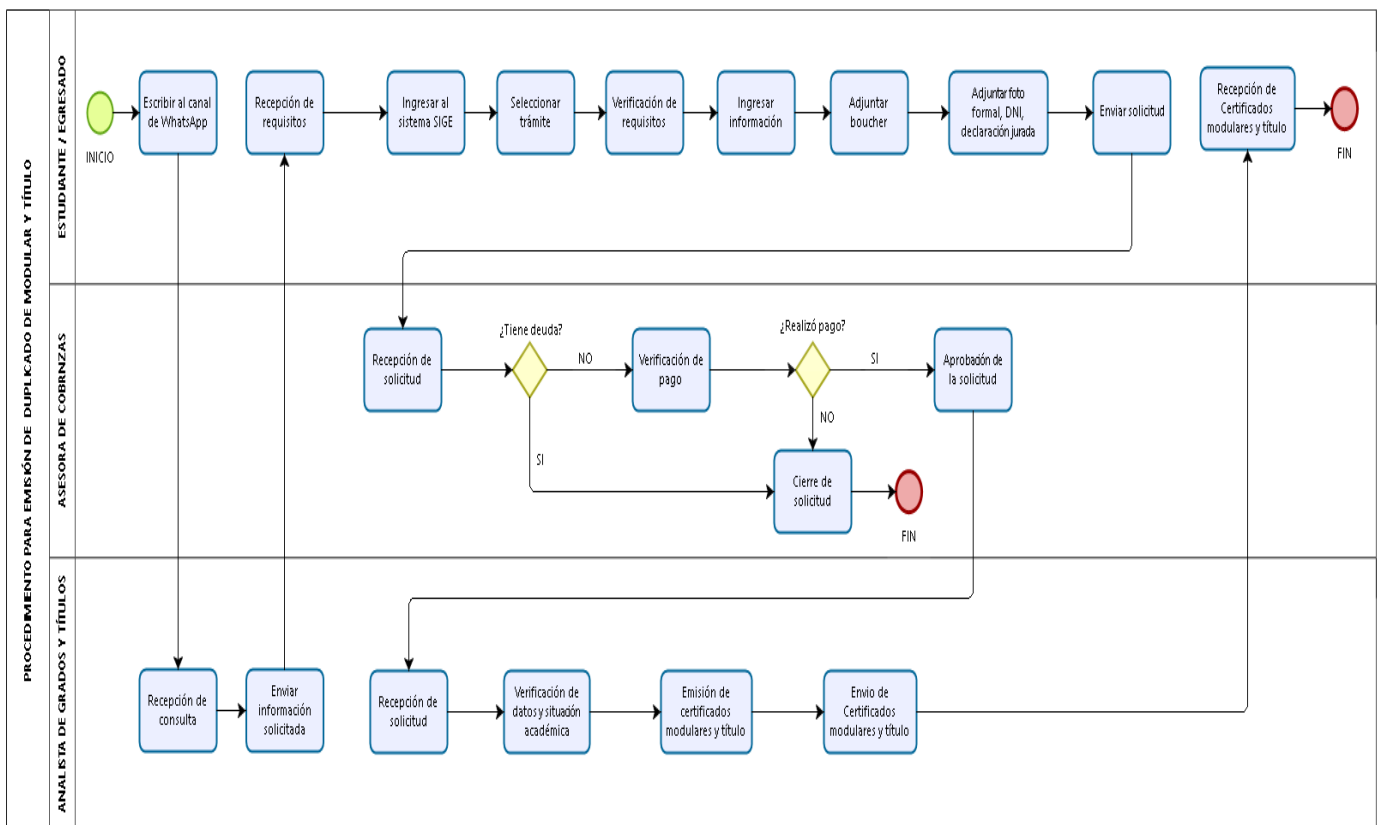 PROCEDIMIENTO PARA EMISIÓN DE DUPLICADO DE MODULAR Y TÍTULO
ESTUDIANTE / EGRESADO
INICIO
Escribir al canal
de WhatsApp
Recepción de
requisitos
Ingresar al
sistema SIGE
Seleccionar
trámite
Verificación de
requisitos
Ingresar
información
Adjuntar
boucher
Adjuntar foto
formal, DNI,
declaración jurada
Enviar solicitud
Recepción de
Certificados
modulares y título
FIN
ASESORA DE COBRNZAS
Recepción de
solicitud
¿Tiene deuda?
NO
SI
Verificación de
pago
¿Realizó pago?
SI
NO
Aprobación de
la solicitud
Cierre de
solicitud
FIN
ANALISTA DE GRADOS Y TÍTULOS
Recepción de
consulta
Enviar
información
solicitada
Recepción de
solicitud
Verificación de
datos y situación
académica
Emisión de
certificados
modulares y título
Envio de
Certificados
modulares y título